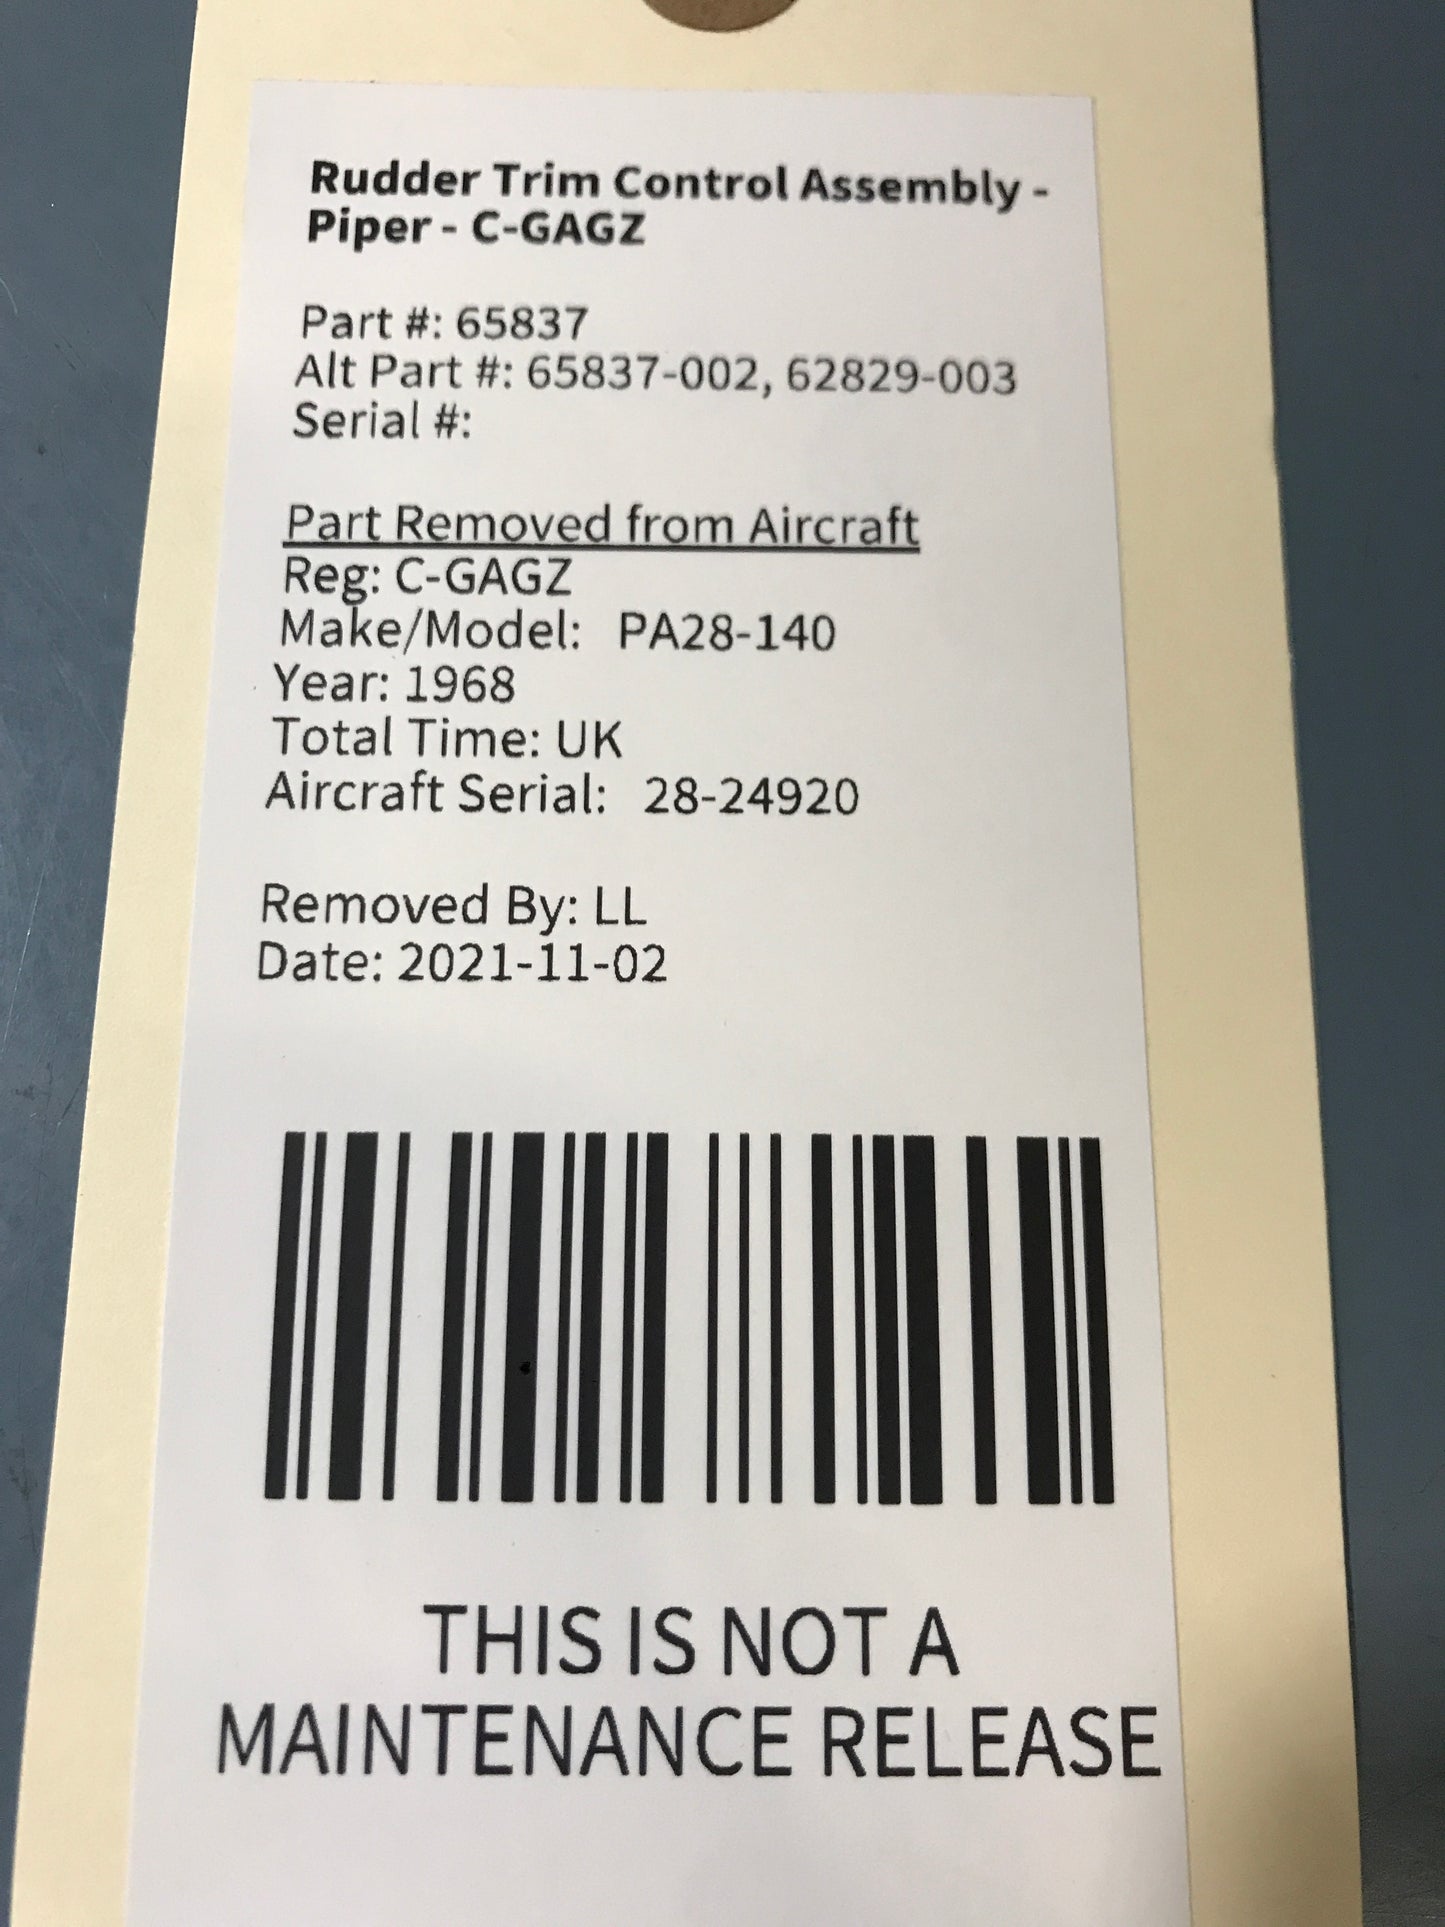 Rudder Trim Control Assembly -
Piper - C-GAGZ
Part #: 65837
Alt Part #: 65837-002, 62829-003
Serial #:
Part Removed from Aircraft
Reg: C-GAGZ
Make/Model: PA28-140
Year: 1968
Total Time: UK
Aircraft Serial: 28-24920
Removed By: LL
Date: 2021-11-02
THIS IS NOT A
MAINTENANCE RELEASE